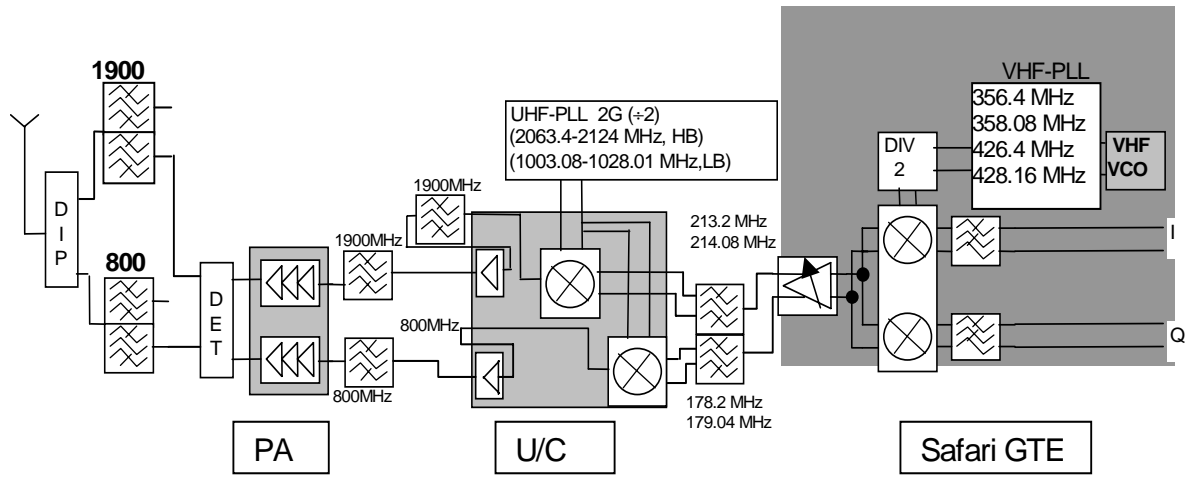 1900
800
D
I
P
D
E
T
PA
1900MHz
800MHz
1900MHz
800MHz
UHF-PLL 2G (÷2)
(2063.4-2124 MHz, HB)
(1003.08-1028.01 MHz,LB)
U/C
213.2 MHz
214.08 MHz
178.2 MHz
179.04 MHz
VHF-PLL
356.4 MHz
358.08 MHz
426.4 MHz
428.16 MHz
DIV
2
VHF
VCO
I
Q
Safari GTE